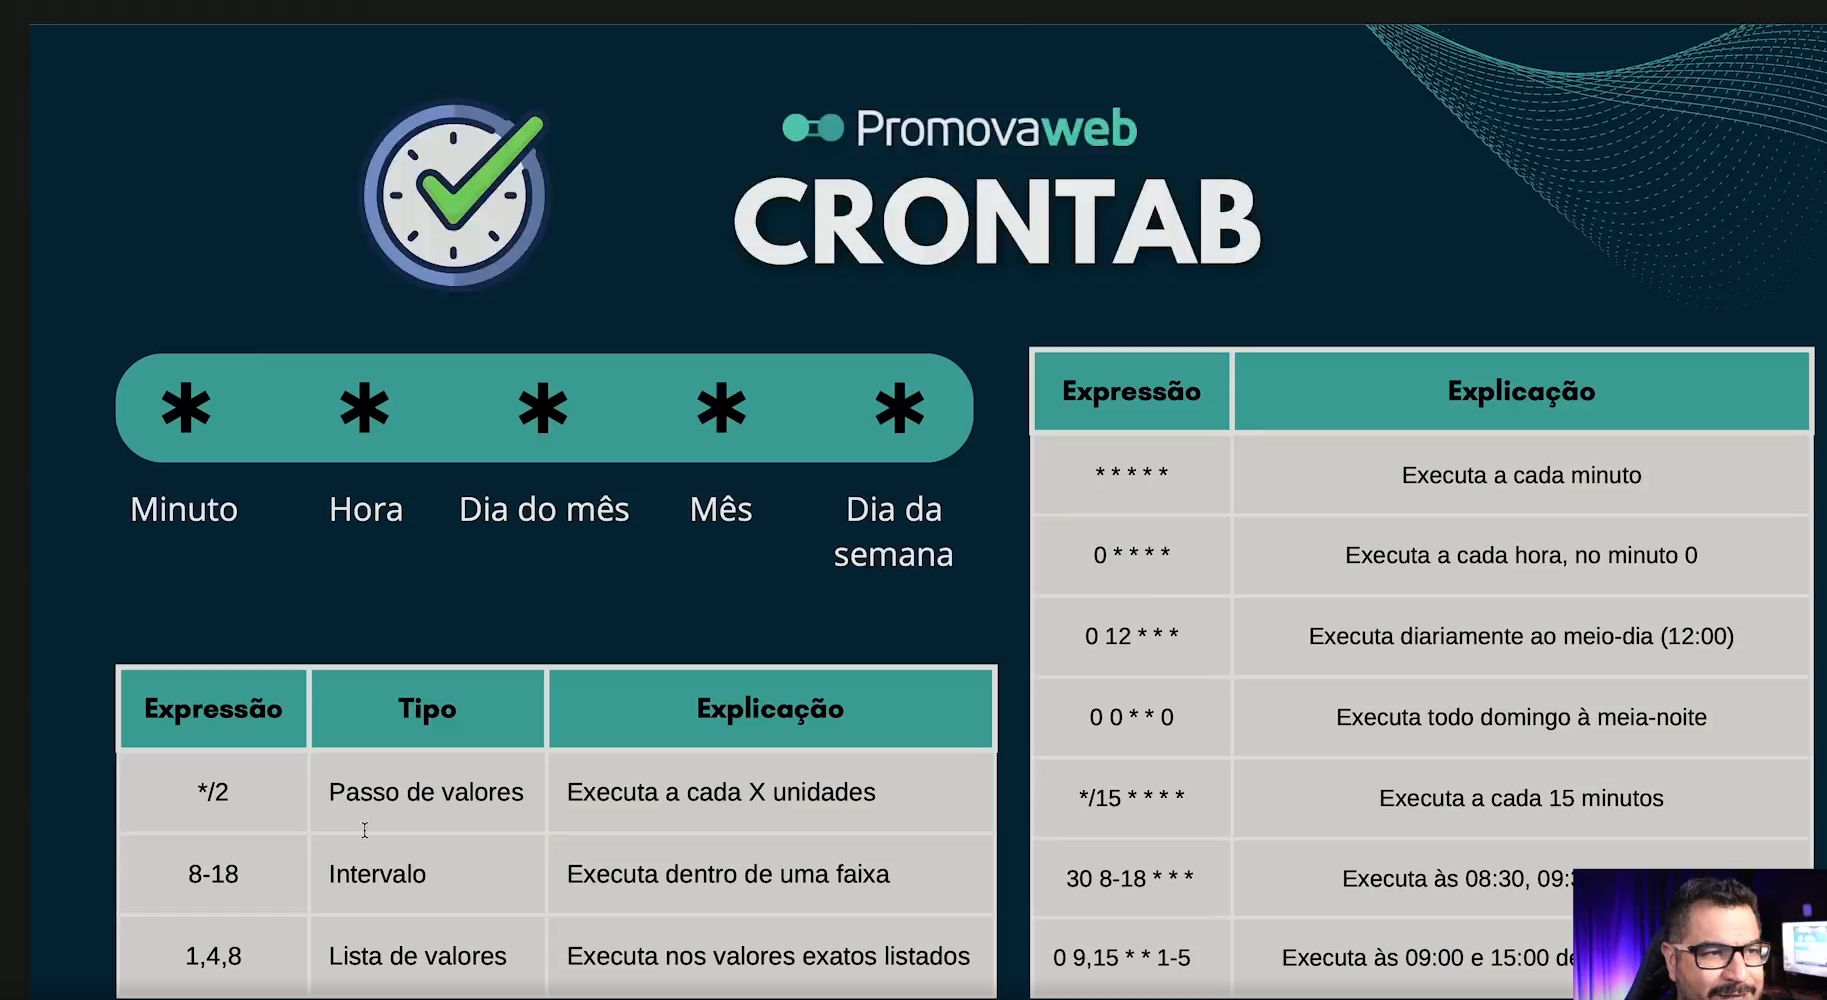 Promovaweb
CRONTAB
* * * * *
Minuto Hora Dia do mês Mês Dia da semana
Expressão Tipo Explicação
*/2 Passo de valores Executa a cada X unidades
8-18 Intervalo Executa dentro de uma faixa
1,4,8 Lista de valores Executa nos valores exatos listados
Expressão Explicação
* * * * * Executa a cada minuto
0 * * * * Executa a cada hora, no minuto 0
0 12 * * * Executa diariamente ao meio-dia (12:00)
0 0 * * 0 Executa todo domingo à meia-noite
*/15 * * * * Executa a cada 15 minutos
30 8-18 * * * Executa às 08:30,
0 9,15 * * 1-5 Executa às 09:00 e 15:00